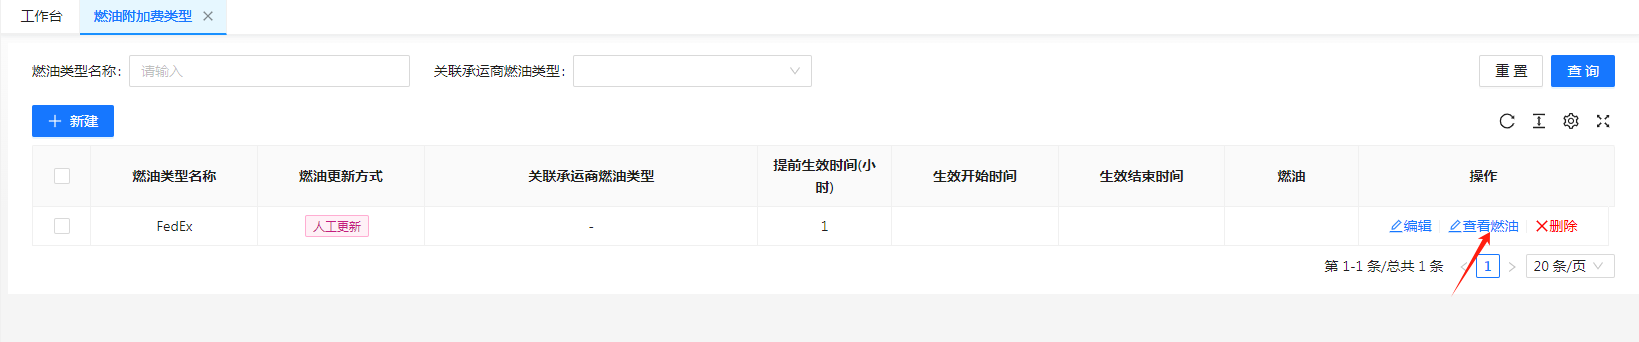 工作台 燃油附加费类型
燃油类型名称: 请输入 关联承运商燃油类型: 重 置 查 询
新建
燃油类型名称 燃油更新方式 关联承运商燃油类型 提前生效时间(小时) 生效开始时间 生效结束时间 燃油 操作
FedEx 人工更新 - 1 编辑 查看燃油 删除
第 1-1 条/总共 1 条 1 20 条/页